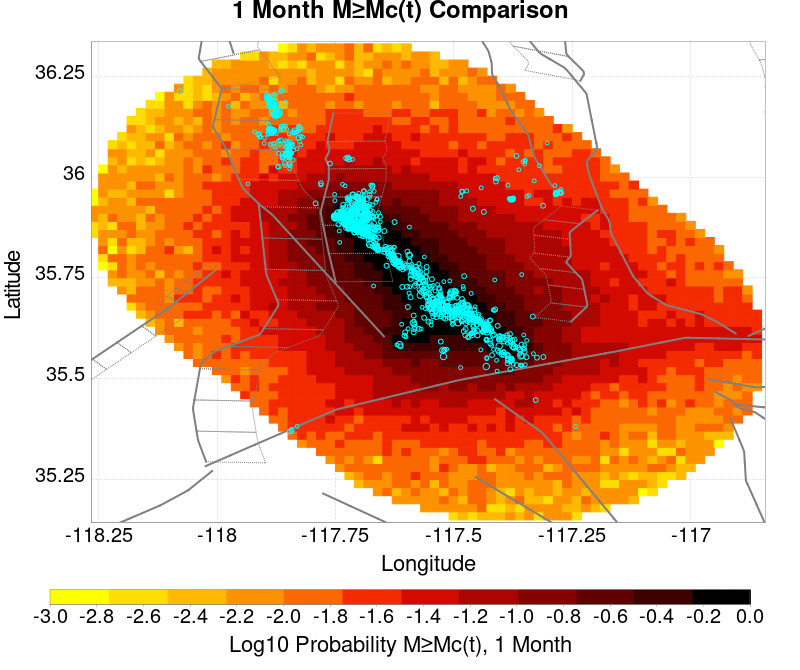 1 Month M≥Mc(t) Comparison
36.25
36
35.75
35.5
35.25
Latitude
-118.25 -118 -117.75 -117.5 -117.25 -117
Longitude
-3.0 -2.8 -2.6 -2.4 -2.2 -2.0 -1.8 -1.6 -1.4 -1.2 -1.0 -0.8 -0.6 -0.4 -0.2 0.0
Log10 Probability M≥Mc(t), 1 Month